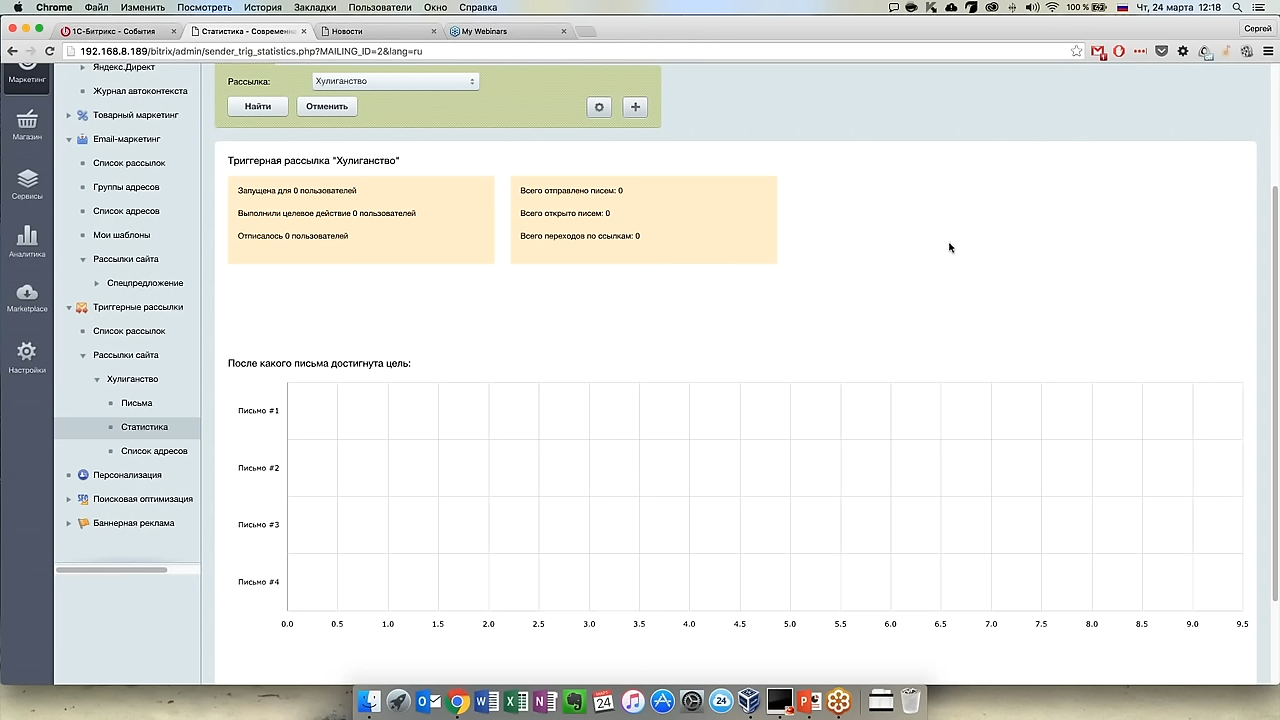 Chrome Файл Изменить Посмотреть История Закладки Пользователи Окно Справка 100 % Чт, 24 марта 12:18
1С-Битрикс - События Статистика - Современн Новости My Webinars Сергей
192.168.8.189/bitrix/admin/sender_trig_statistics.php?MAILING_ID=2&lang=ru
Маркетинг
Магазин
Сервисы
Аналитика
Marketplace
Настройки
Яндекс.Директ
Журнал автоконтекста
Товарный маркетинг
Email-маркетинг
Список рассылок
Группы адресов
Список адресов
Мои шаблоны
Рассылки сайта
Спецпредложение
Триггерные рассылки
Список рассылок
Рассылки сайта
Хулиганство
Письма
Статистика
Список адресов
Персонализация
Поисковая оптимизация
Баннерная реклама
Рассылка: Хулиганство
Найти Отменить
Триггерная рассылка "Хулиганство"
Запущена для 0 пользователей
Выполнили целевое действие 0 пользователей
Отписалось 0 пользователей
Всего отправлено писем: 0
Всего открыто писем: 0
Всего переходов по ссылкам: 0
После какого письма достигнута цель:
Письмо #1
Письмо #2
Письмо #3
Письмо #4
0.0 0.5 1.0 1.5 2.0 2.5 3.0 3.5 4.0 4.5 5.0 5.5 6.0 6.5 7.0 7.5 8.0 8.5 9.0 9.5
24 24